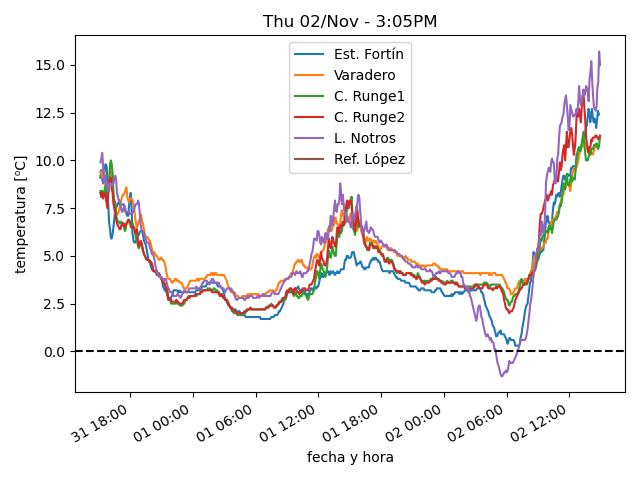 Thu 02/Nov - 3:05PM
Est. Fortín
Varadero
C. Runge1
C. Runge2
L. Notros
Ref. López
temperatura [°C]
15.0
12.5
10.0
7.5
5.0
2.5
0.0
31 18:00
01 00:00
01 06:00
01 12:00
01 18:00
02 00:00
02 06:00
02 12:00
fecha y hora